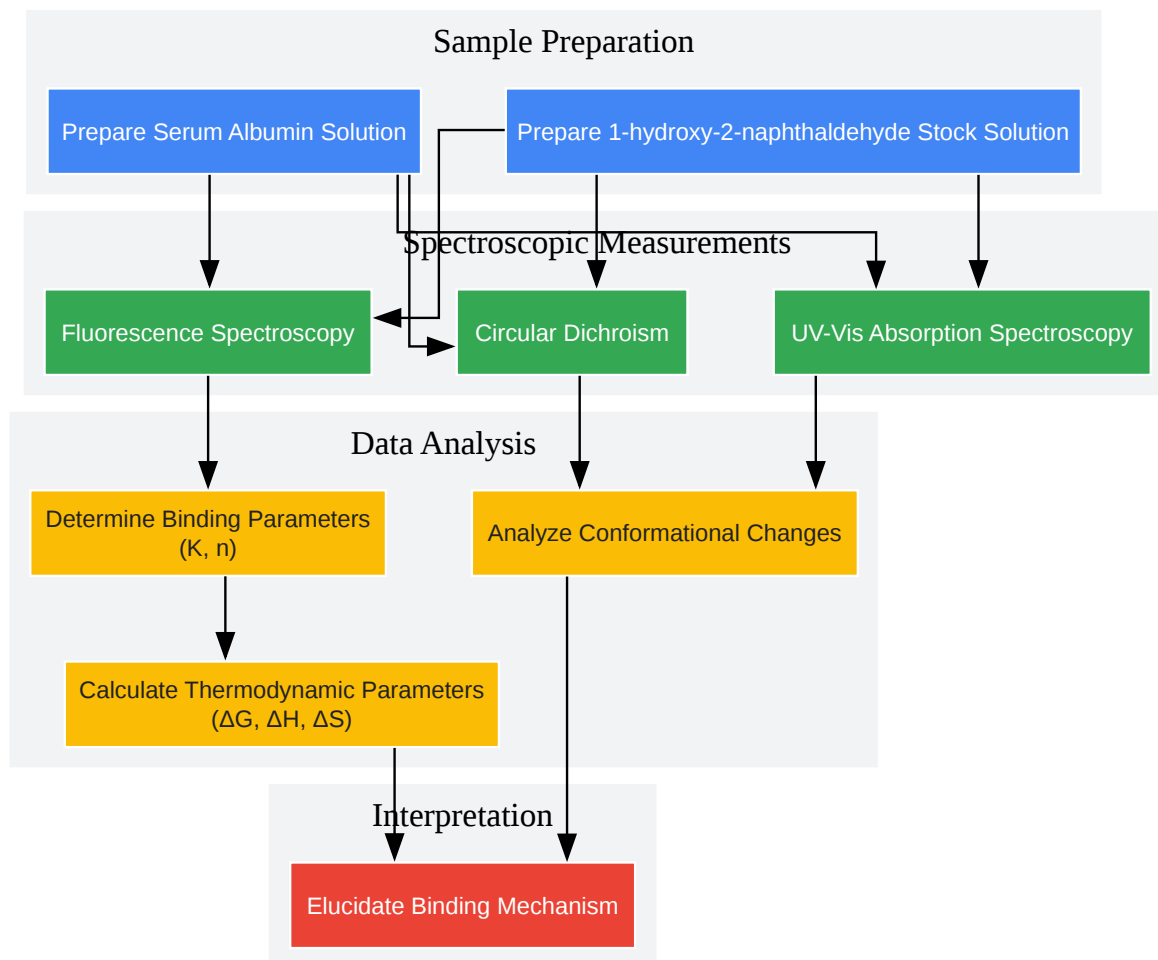 Sample Preparation
Prepare Serum Albumin Solution
Prepare 1-hydroxy-2-naphthaldehyde Stock Solution
Spectroscopic Measurements
Fluorescence Spectroscopy
Circular Dichroism
UV-Vis Absorption Spectroscopy
Data Analysis
Determine Binding Parameters
(K, n)
Analyze Conformational Changes
Calculate Thermodynamic Parameters
(ΔG, ΔH, ΔS)
Interpretation
Elucidate Binding Mechanism